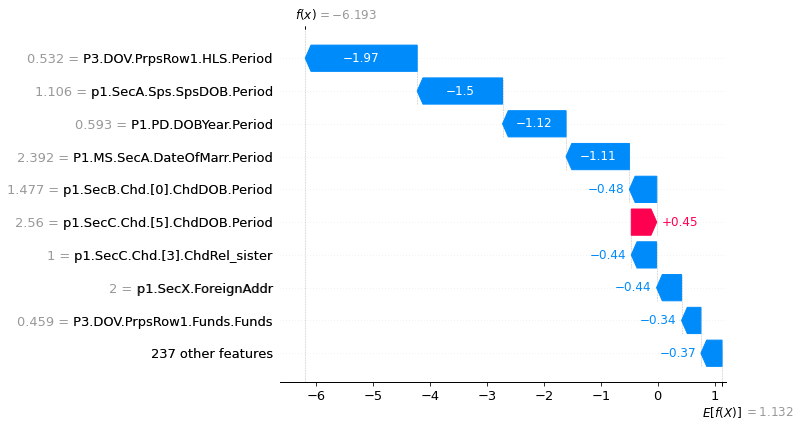 f(x) = −6.193
0.532 = P3.DOV.PrpsRow1.HLS.Period
−1.97
1.106 = p1.SecA.Sps.SpsDOB.Period
−1.5
0.593 = P1.PD.DOBYear.Period
−1.12
2.392 = P1.MS.SecA.DateOfMarr.Period
−1.11
1.477 = p1.SecB.Chd.[0].ChdDOB.Period
−0.48
2.56 = p1.SecC.Chd.[5].ChdDOB.Period
+0.45
1 = p1.SecC.Chd.[3].ChdRel_sister
−0.44
2 = p1.SecX.ForeignAddr
−0.44
0.459 = P3.DOV.PrpsRow1.Funds.Funds
−0.34
237 other features
−0.37
−6 −5 −4 −3 −2 −1 0 1
E[f(X)] = 1.132